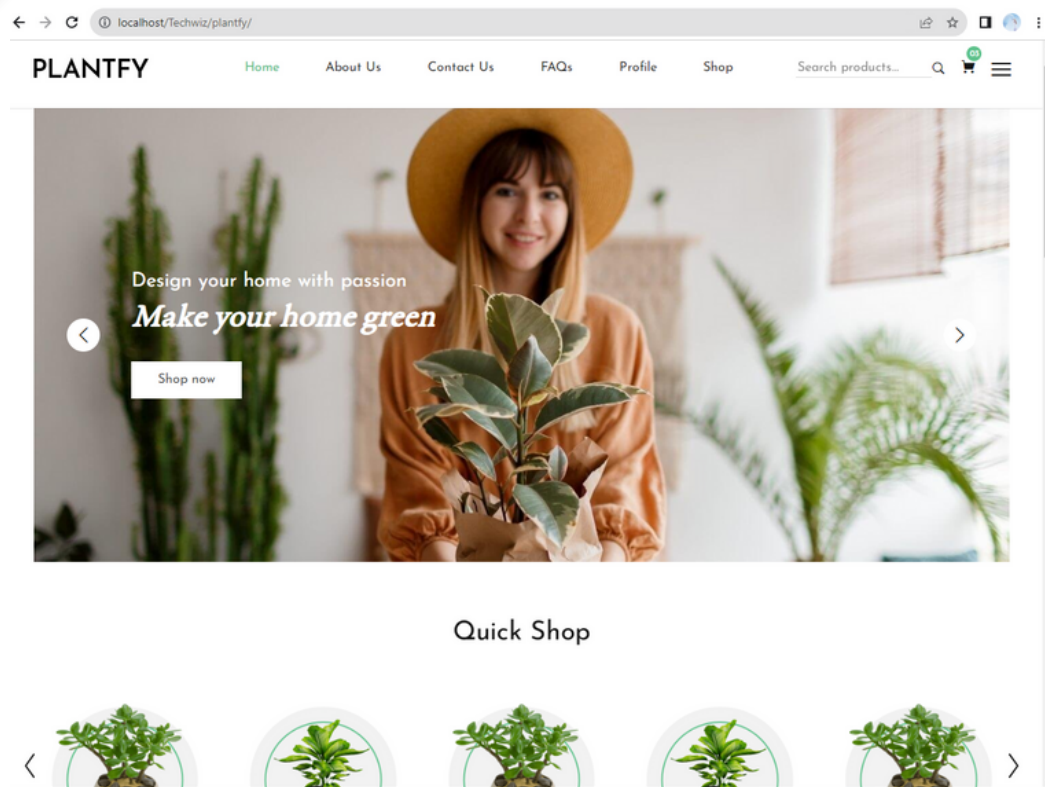 localhost/Techwiz/plantfy/
PLANTFY Home About Us Contact Us FAQs Profile Shop Search products... 03
Design your home with passion
Make your home green
Shop now
Quick Shop